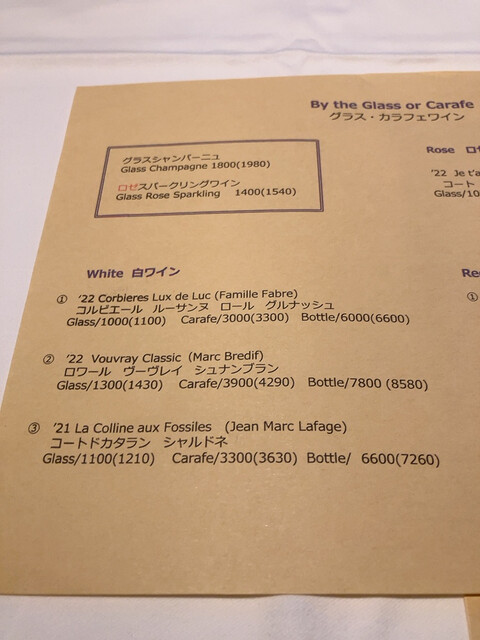 By the Glass or Carafe
グラス・カラフェワイン
グラスシャンパーニュ
Glass Champagne 1800(1980)
ロゼスパークリングワイン
Glass Rose Sparkling 1400(1540)
Rose
'22 Je
コート
Glass/10
White 白ワイン
① '22 Corbieres Lux de Luc (Famille Fabre)
コルビエール ルーサンヌ ロール グルナッシュ
Glass/1000(1100) Carafe/3000(3300) Bottle/6000(6600)
② '22 Vouvray Classic (Marc Bredif)
ロワール ヴーヴレイ シュナンブラン
Glass/1300(1430) Carafe/3900(4290) Bottle/7800 (8580)
③ '21 La Colline aux Fossiles (Jean Marc Lafage)
コートドカタラン シャルドネ
Glass/1100(1210) Carafe/3300(3630) Bottle/ 6600(7260)
①